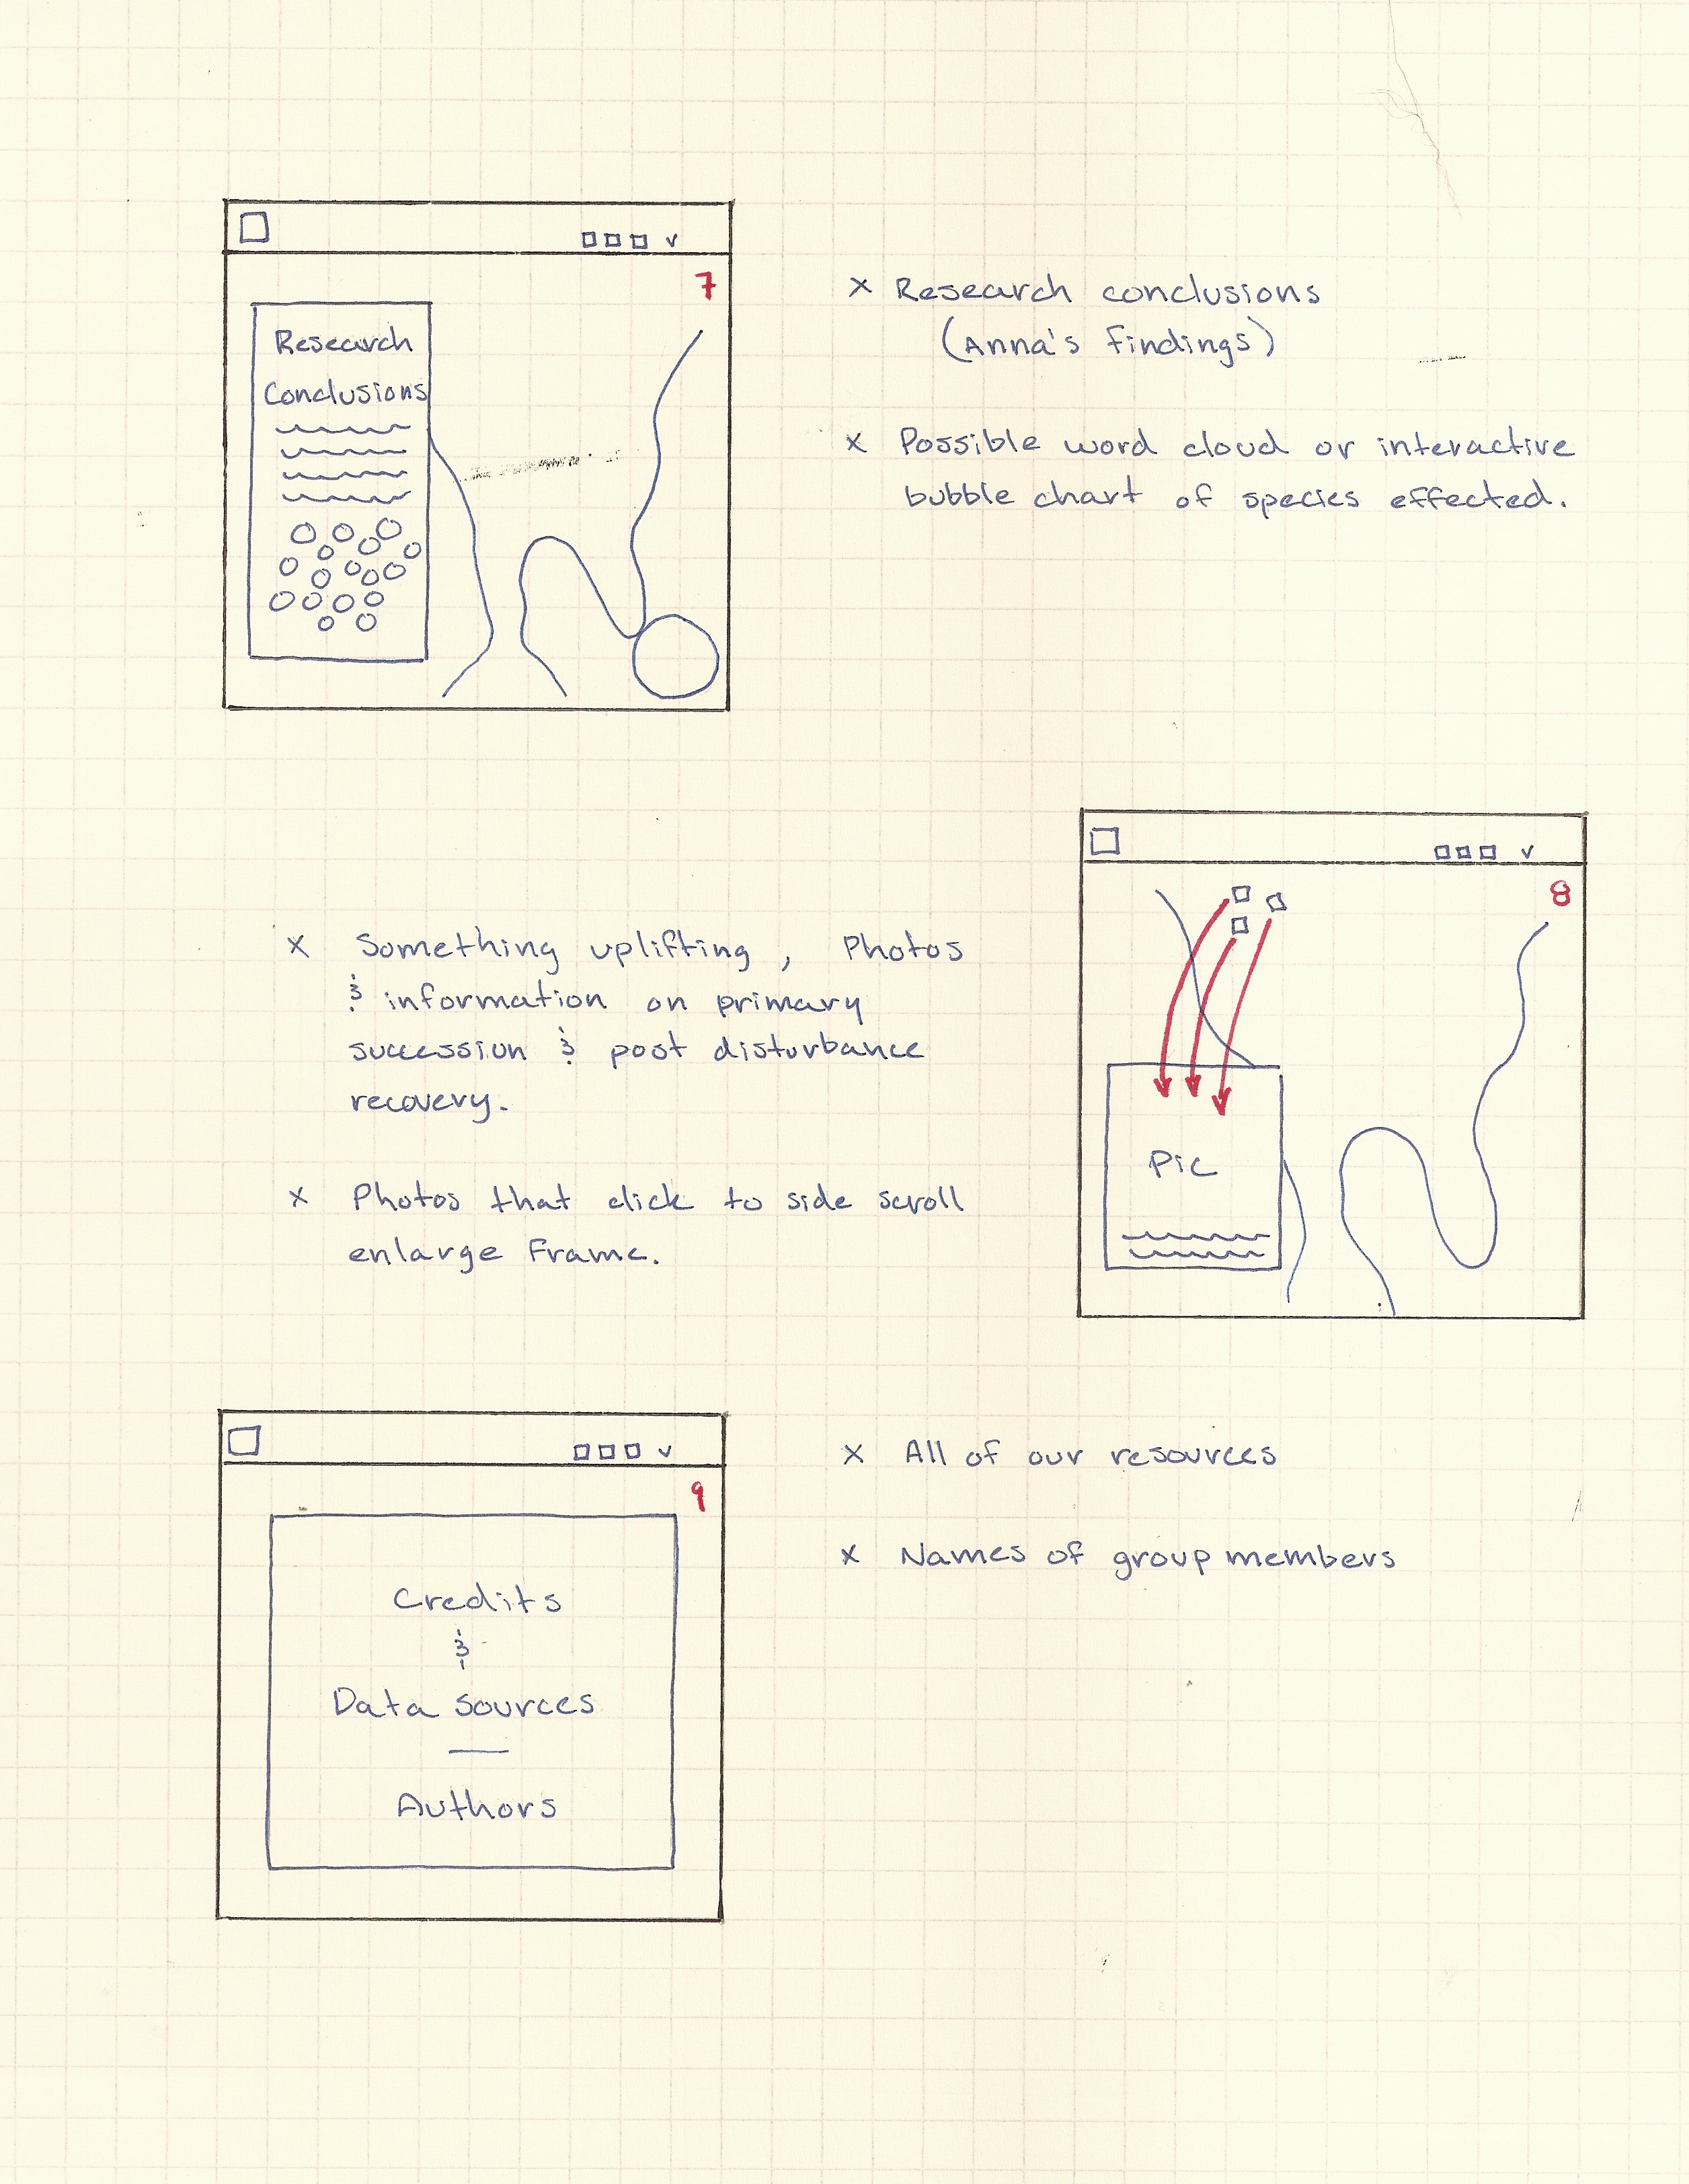 7
Research
Conclusions
x Research conclusions
(Anna's findings)
x Possible word cloud or interactive
bubble chart of species effected.
8
x Something uplifting, Photos
& information on primary
succession & post disturbance
recovery.
x Photos that click to side scroll
enlarge frame.
Pic
9
Credits
&
Data Sources
—
Authors
x All of our resources
x Names of group members